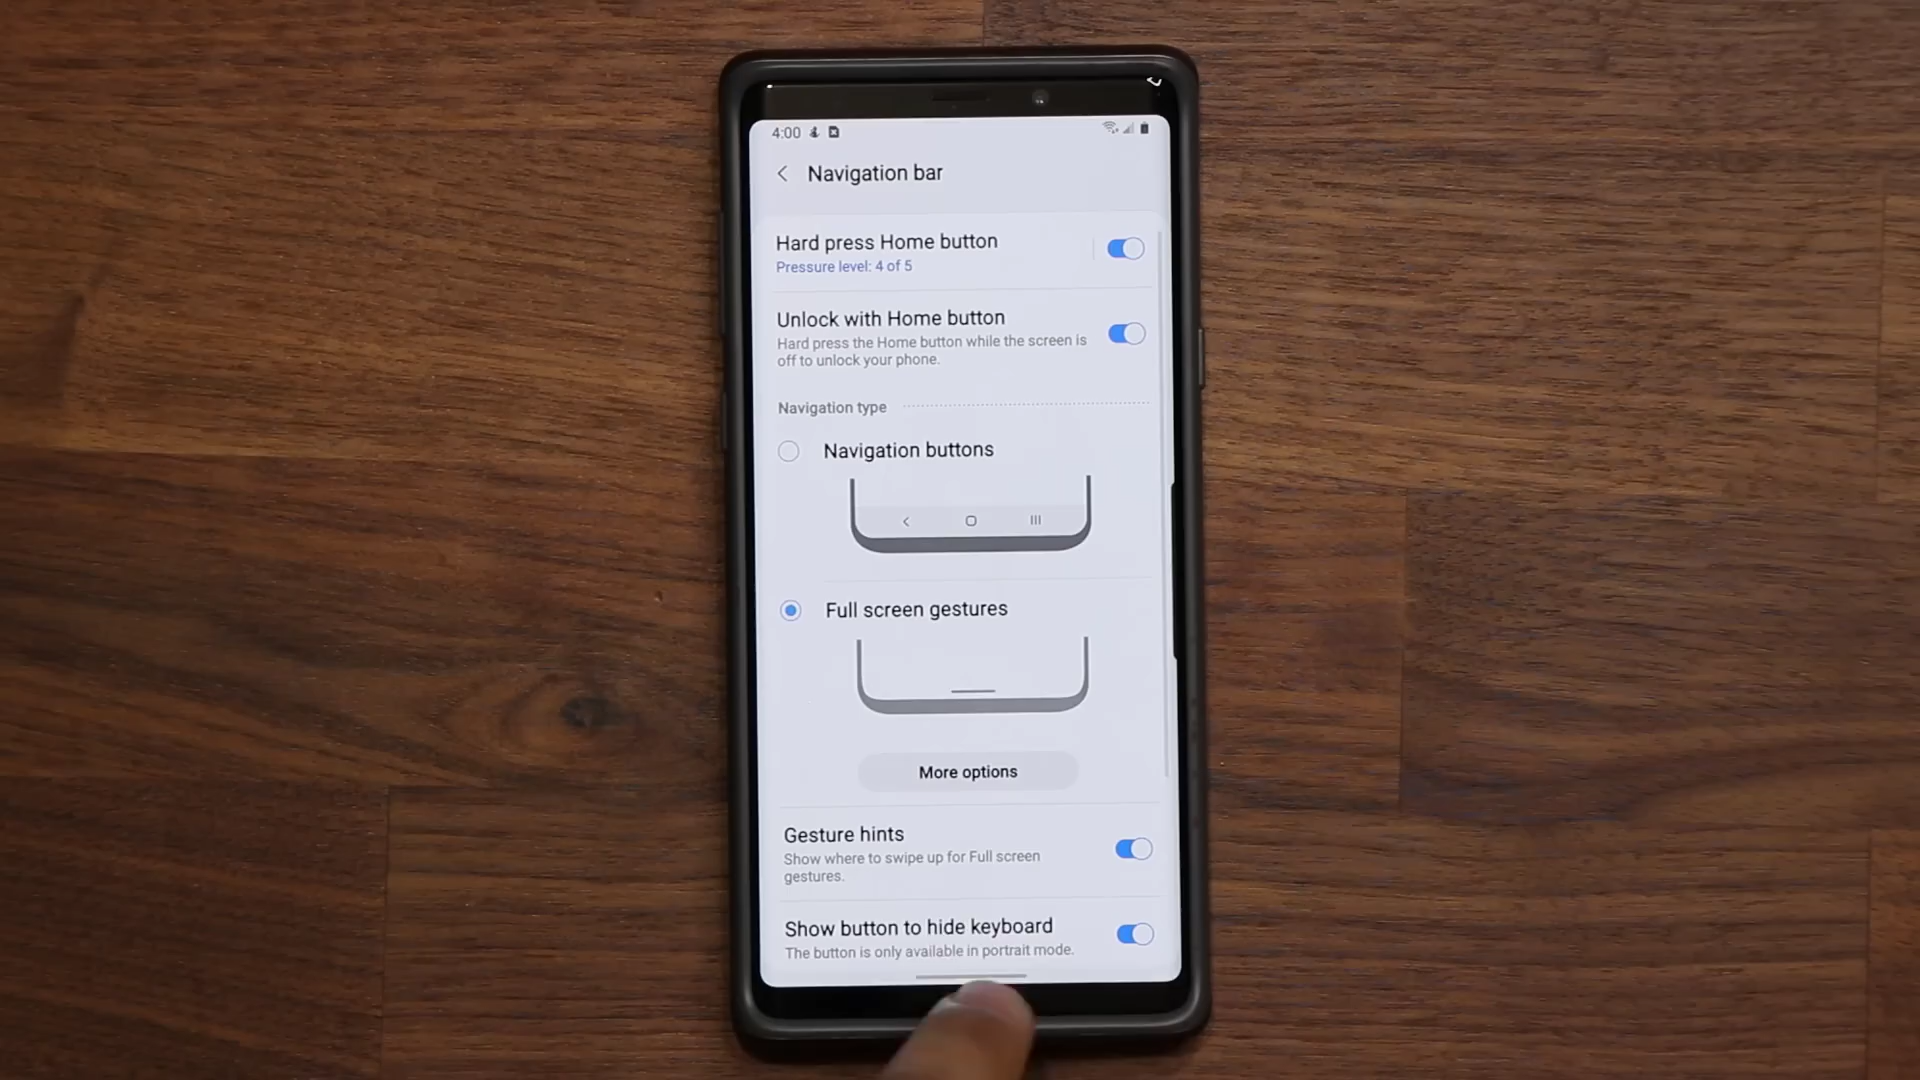 4:00
Navigation bar
Hard press Home button
Pressure level: 4 of 5
Unlock with Home button
Hard press the Home button while the screen is
off to unlock your phone.
Navigation type
Navigation buttons
Full screen gestures
More options
Gesture hints
Show where to swipe up for Full screen
gestures.
Show button to hide keyboard
The button is only available in portrait mode.